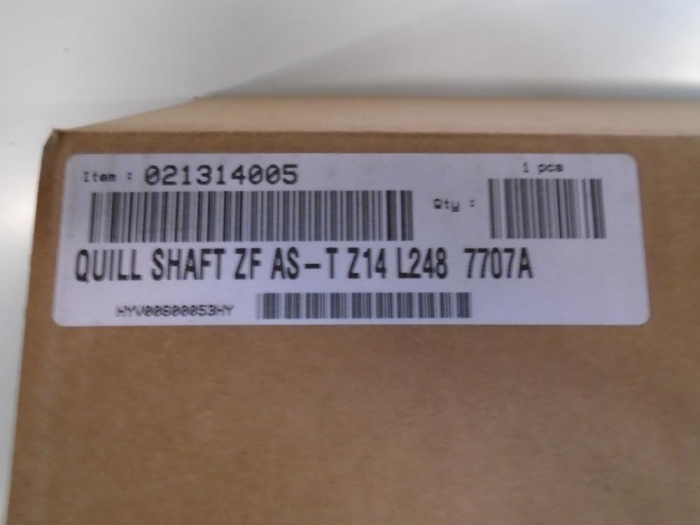 Item : 021314005
1 pcs
Qty :
QUILL SHAFT ZF AS-T Z14 L248 7707A
HYV00600053HY